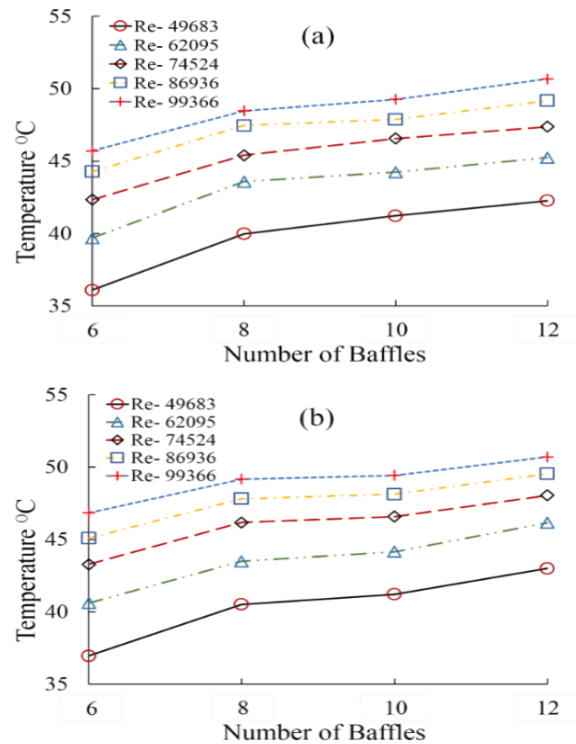 55
(a)
Re- 49683
Re- 62095
Re- 74524
Re- 86936
Re- 99366
50
45
40
35
Temperature ⁰C
6 8 10 12
Number of Baffles
55
(b)
Re- 49683
Re- 62095
Re- 74524
Re- 86936
Re- 99366
50
45
40
35
Temperature ⁰C
6 8 10 12
Number of Baffles